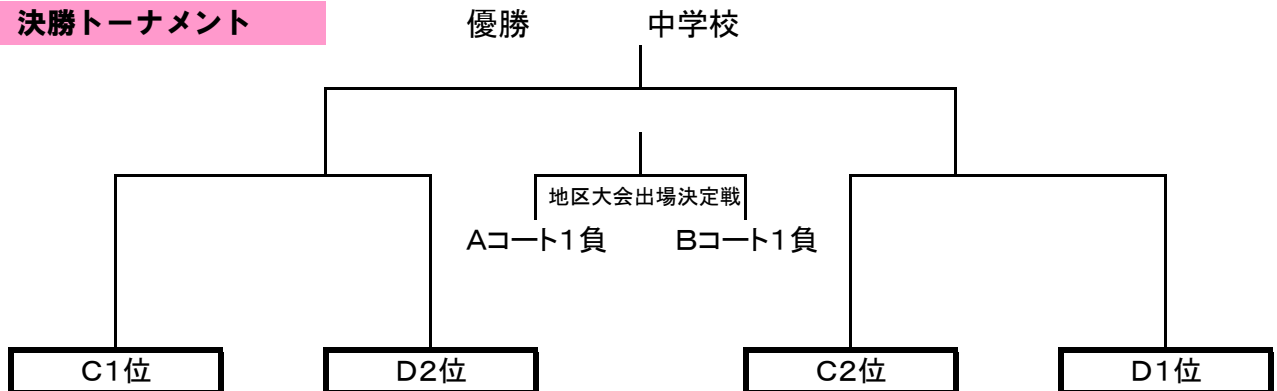 決勝トーナメント
優勝　　　　中学校
地区大会出場決定戦
Aコート１負　　Bコート１負
C１位　　D２位　　C２位　　D１位